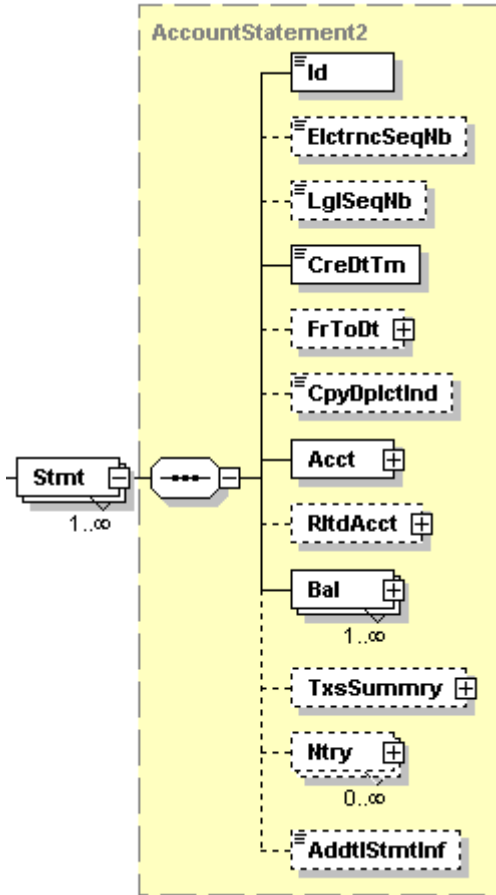 AccountStatement2
Id
ElctrncSeqNb
LglSeqNb
CreDtTm
FrToDt
CpyDplctInd
Acct
Stmt
1..∞
RltdAcct
Bal
1..∞
TxsSummry
Ntry
0..∞
AddtlStmtInf